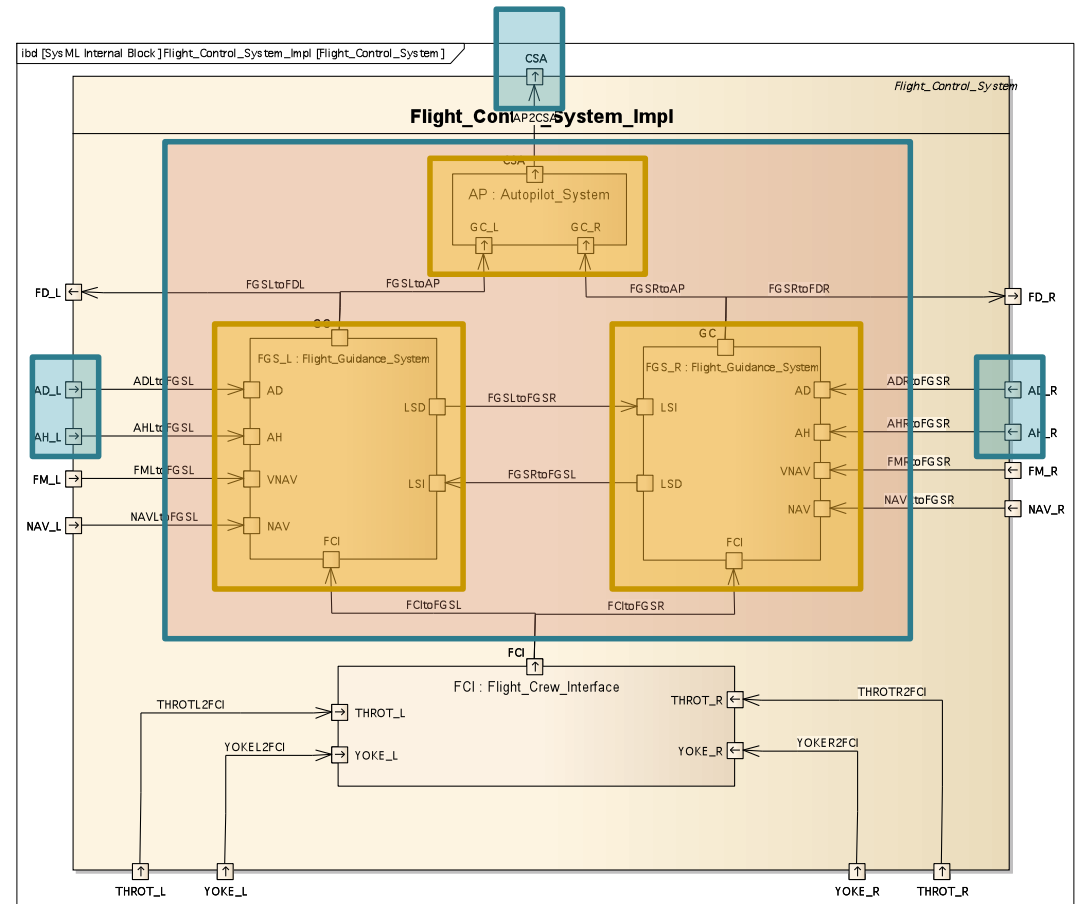 ibd [SysML Internal Block] Flight_Control_System_Impl [Flight_Control_System]
CSA
Flight_Control_System
Flight_Control_System_Impl
AP2CSA
CSA
AP : Autopilot_System
GC_L
GC_R
FD_L
FGSLtoFDL
FGSLtoAP
FGSRtoAP
FGSRtoFDR
FD_R
GC
GC
FGS_L : Flight_Guidance_System
FGS_R : Flight_Guidance_System
AD_L
ADLtoFGSL
AD
AD
ADRtoFGSR
AD_R
LSD
FGSLtoFGSR
LSI
AH_L
AHLtoFGSL
AH
AH
AHRtoFGSR
AH_R
FM_L
FMLtoFGSL
VNAV
LSI
FGSRtoFGSL
LSD
VNAV
FMRtoFGSR
FM_R
NAV_L
NAVLtoFGSL
NAV
NAV
NAVRtoFGSR
NAV_R
FCI
FCI
FCItoFGSL
FCItoFGSR
FCI
FCI : Flight_Crew_Interface
THROTL2FCI
THROT_L
THROT_R
THROTR2FCI
YOKEL2FCI
YOKE_L
YOKE_R
YOKER2FCI
THROT_L
YOKE_L
YOKE_R
THROT_R